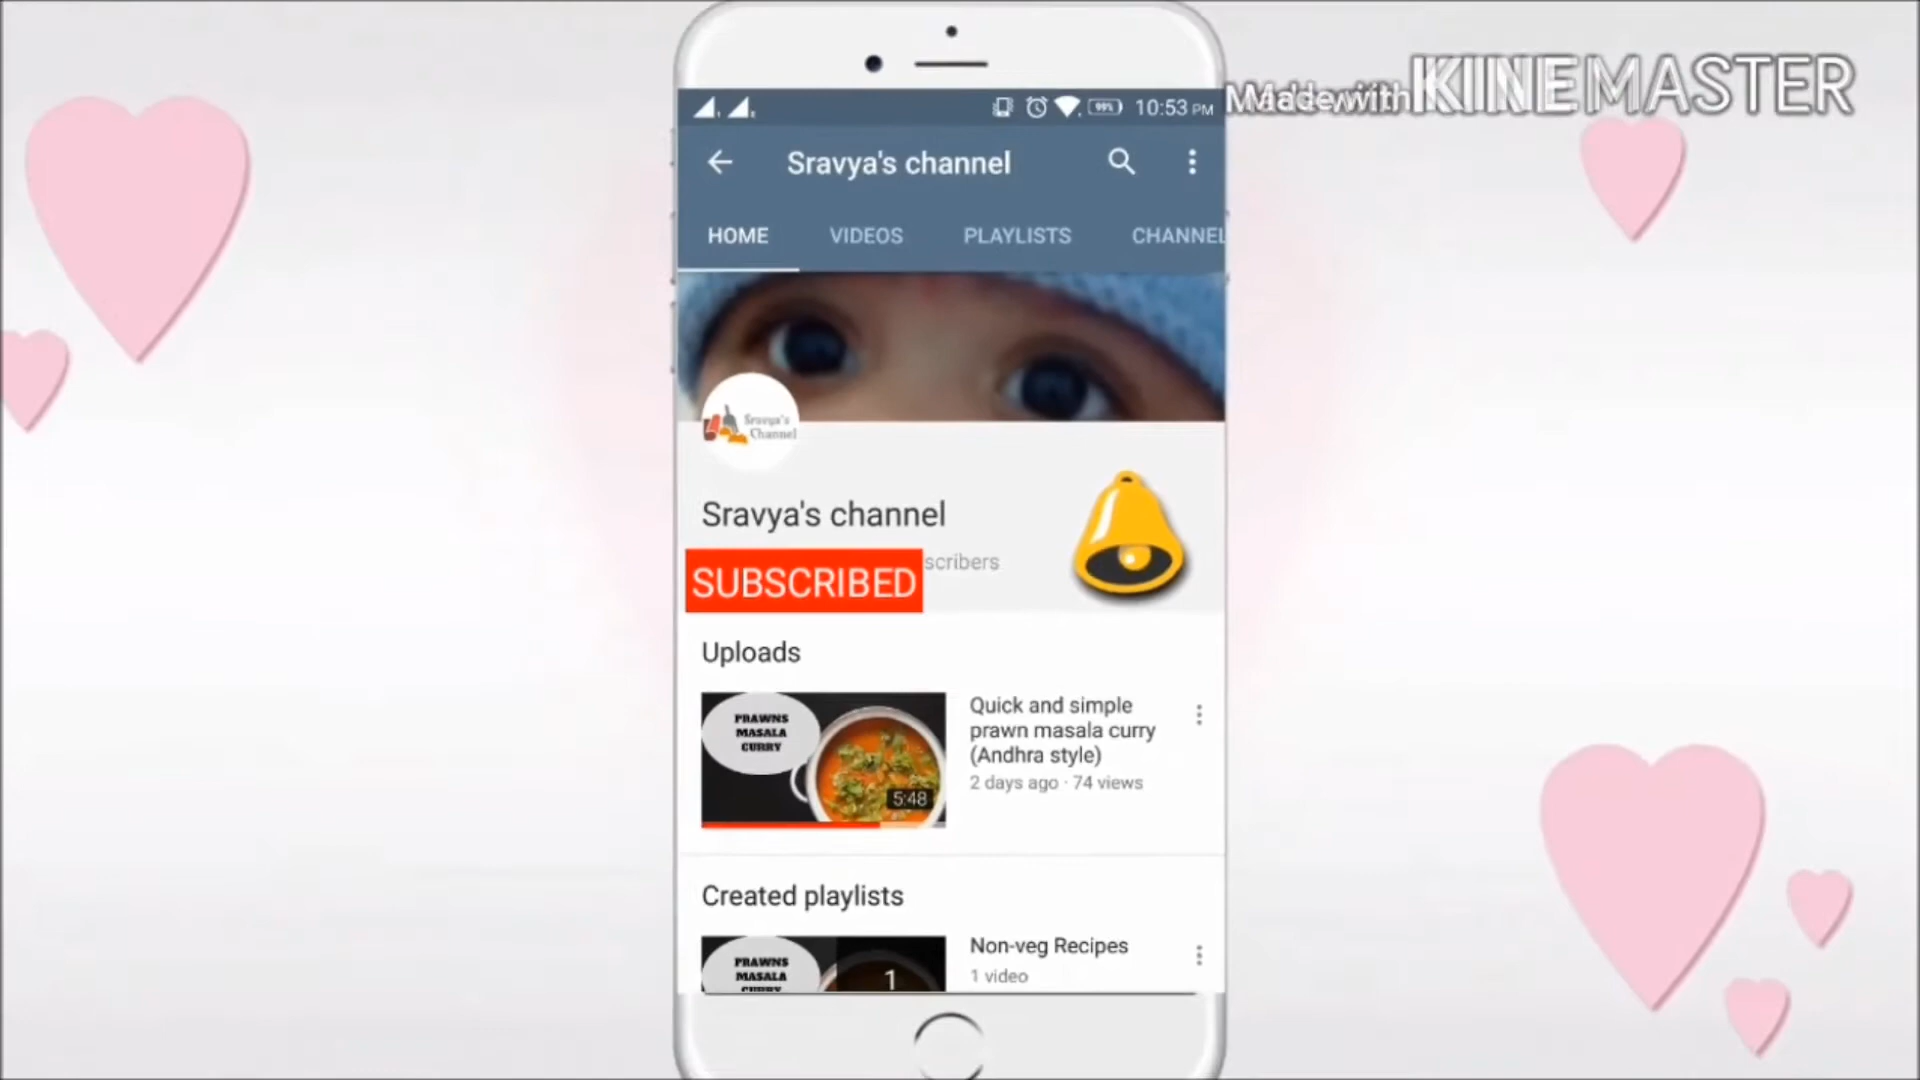 Made with KINEMASTER
99% 10:53 PM
Sravya's channel
HOME VIDEOS PLAYLISTS CHANNEL
Sravya's
Channel
Sravya's channel
scribers
SUBSCRIBED
Uploads
PRAWNS
MASALA
CURRY
5:48
Quick and simple
prawn masala curry
(Andhra style)
2 days ago · 74 views
Created playlists
PRAWNS
MASALA
CURRY
1
Non-veg Recipes
1 video